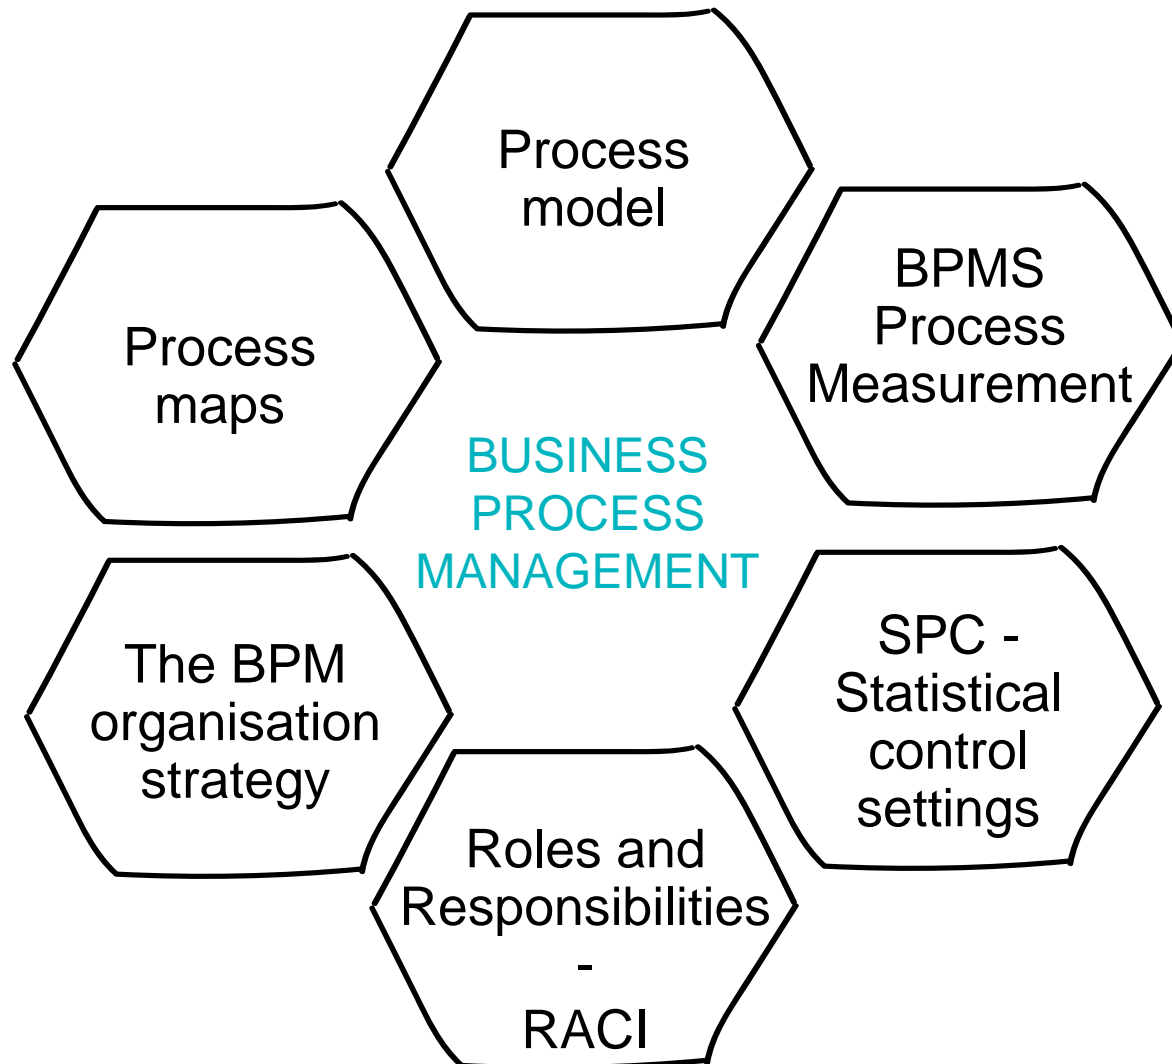 Process
model
BPMS
Process
Measurement
Process
maps
BUSINESS
PROCESS
MANAGEMENT
SPC -
Statistical
control
settings
The BPM
organisation
strategy
Roles and
Responsibilities
-
RACI